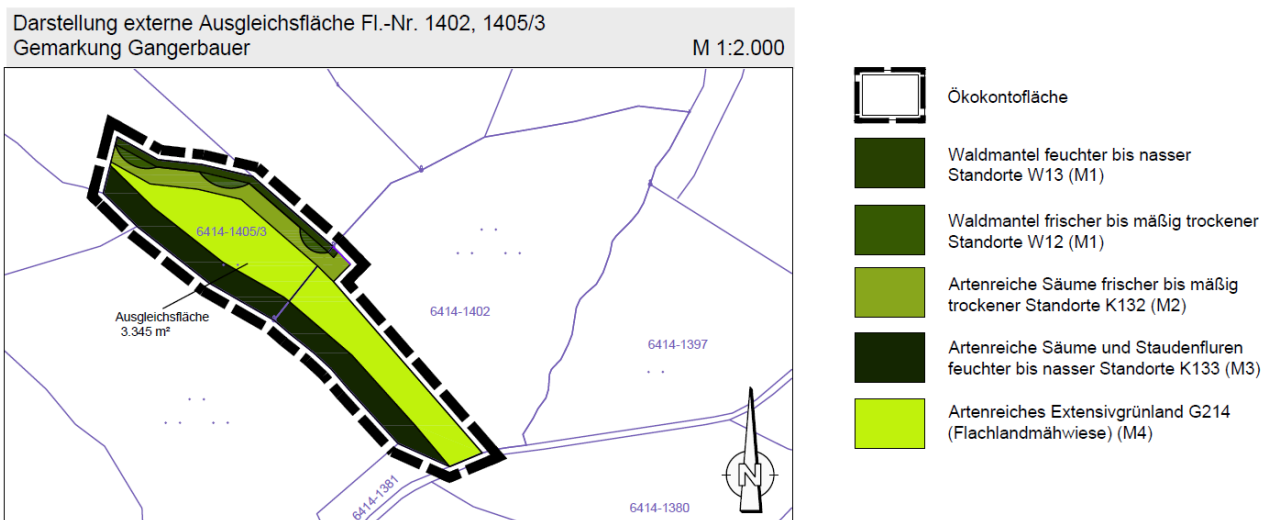 Darstellung externe Ausgleichsfläche Fl.-Nr. 1402, 1405/3
Gemarkung Gangerbauer
M 1:2.000
6414-1405/3
Ausgleichsfläche
3.345 m²
6414-1402
6414-1397
6414-1381
6414-1380
N
Ökokontofläche
Waldmantel feuchter bis nasser
Standorte W13 (M1)
Waldmantel frischer bis mäßig trockener
Standorte W12 (M1)
Artenreiche Säume frischer bis mäßig
trockener Standorte K132 (M2)
Artenreiche Säume und Staudenfluren
feuchter bis nasser Standorte K133 (M3)
Artenreiches Extensivgrünland G214
(Flachlandmähwiese) (M4)